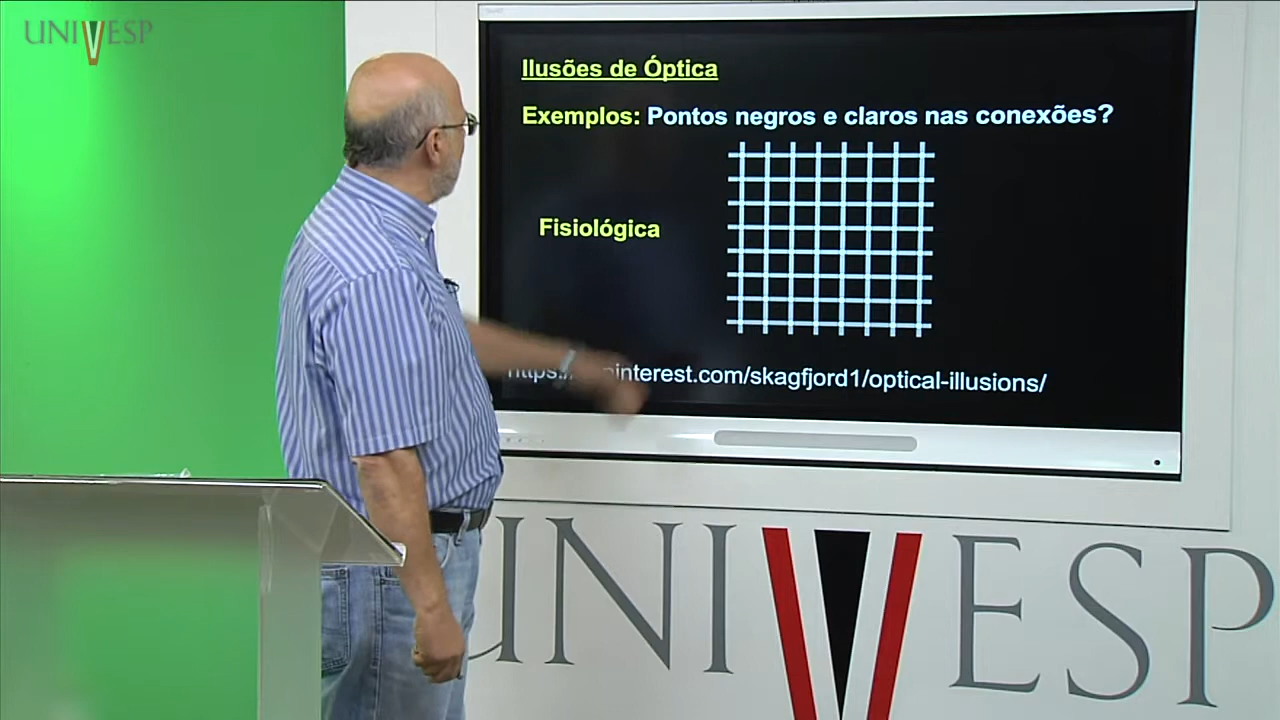 UNIVESP
Ilusões de Óptica
Exemplos: Pontos negros e claros nas conexões?
Fisiológica
interest.com/skagfjord1/optical-illusions/
UNIVESP